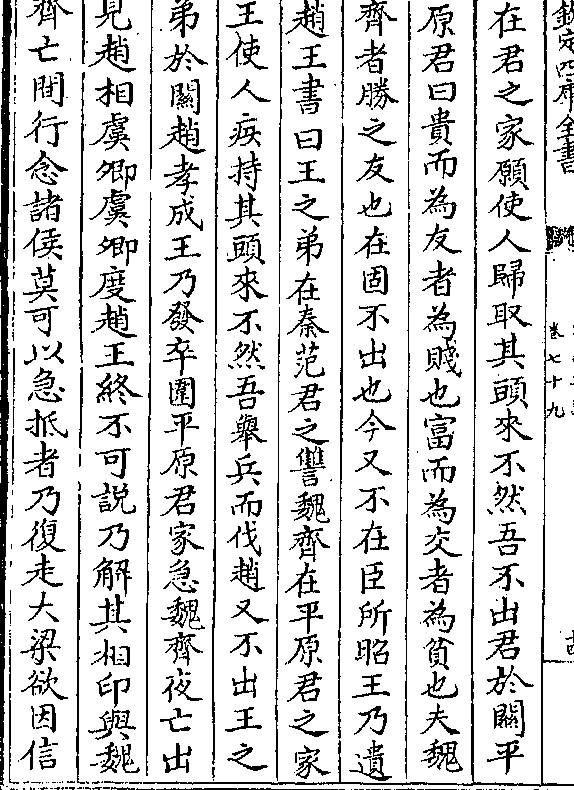 欽定四庫全書
卷七十九
在君之家願使人歸取其頭來不然吾不出君於關平
原君曰貴而為友者為賤也富而為交者為貧也夫魏
齊者勝之友也在固不出也今又不在臣所昭王乃遺
趙王書曰王之弟在秦范君之讐魏齊在平原君之家
王使人疾持其頭來不然吾舉兵而伐趙又不出王之
弟於關趙孝成王乃發卒圍平原君家急魏齊夜亡出
見趙相虞卿虞卿度趙王終不可説乃解其相印與魏
齊亡間行念諸侯莫可以急抵者乃復走大梁欲因信